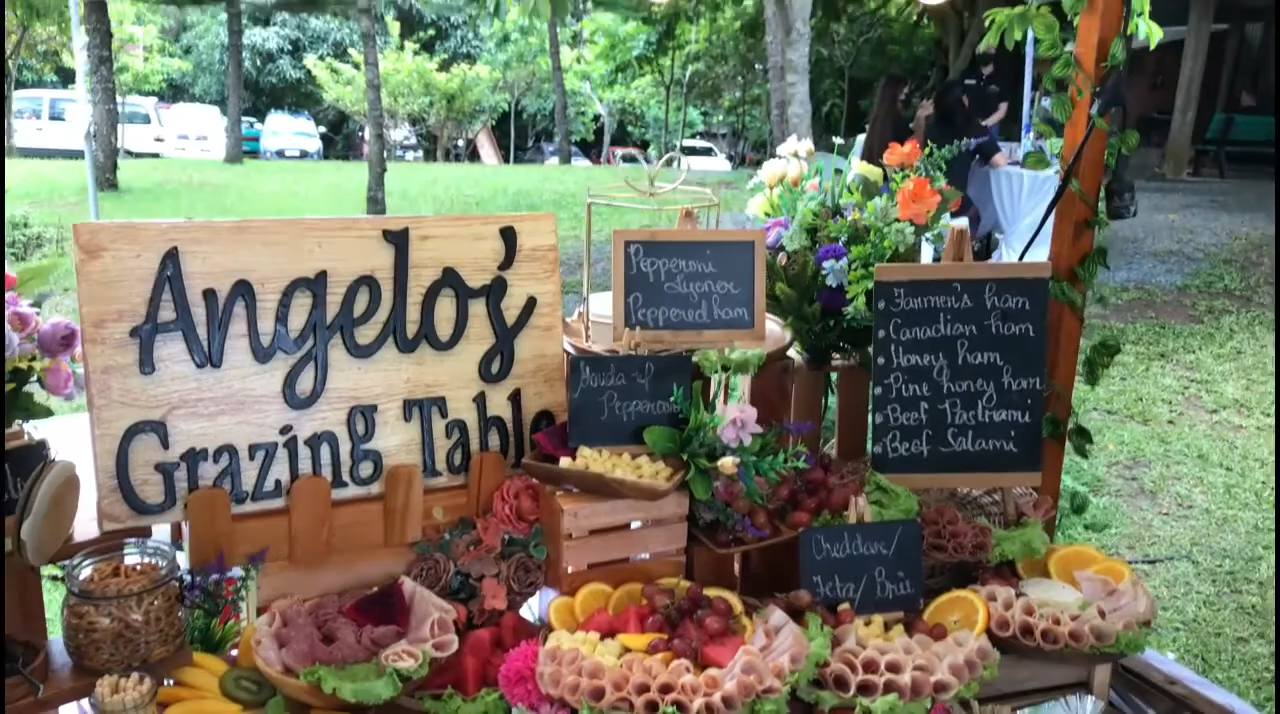 Angelo's
Grazing Table
Pepperoni
Lyoner
Peppered ham
Gouda w/
Peppercorn
• Farmer's ham
• Canadian ham
• Honey ham
• Pine honey ham
• Beef Pastrami
• Beef Salami
Cheddar/
Feta/ Brie